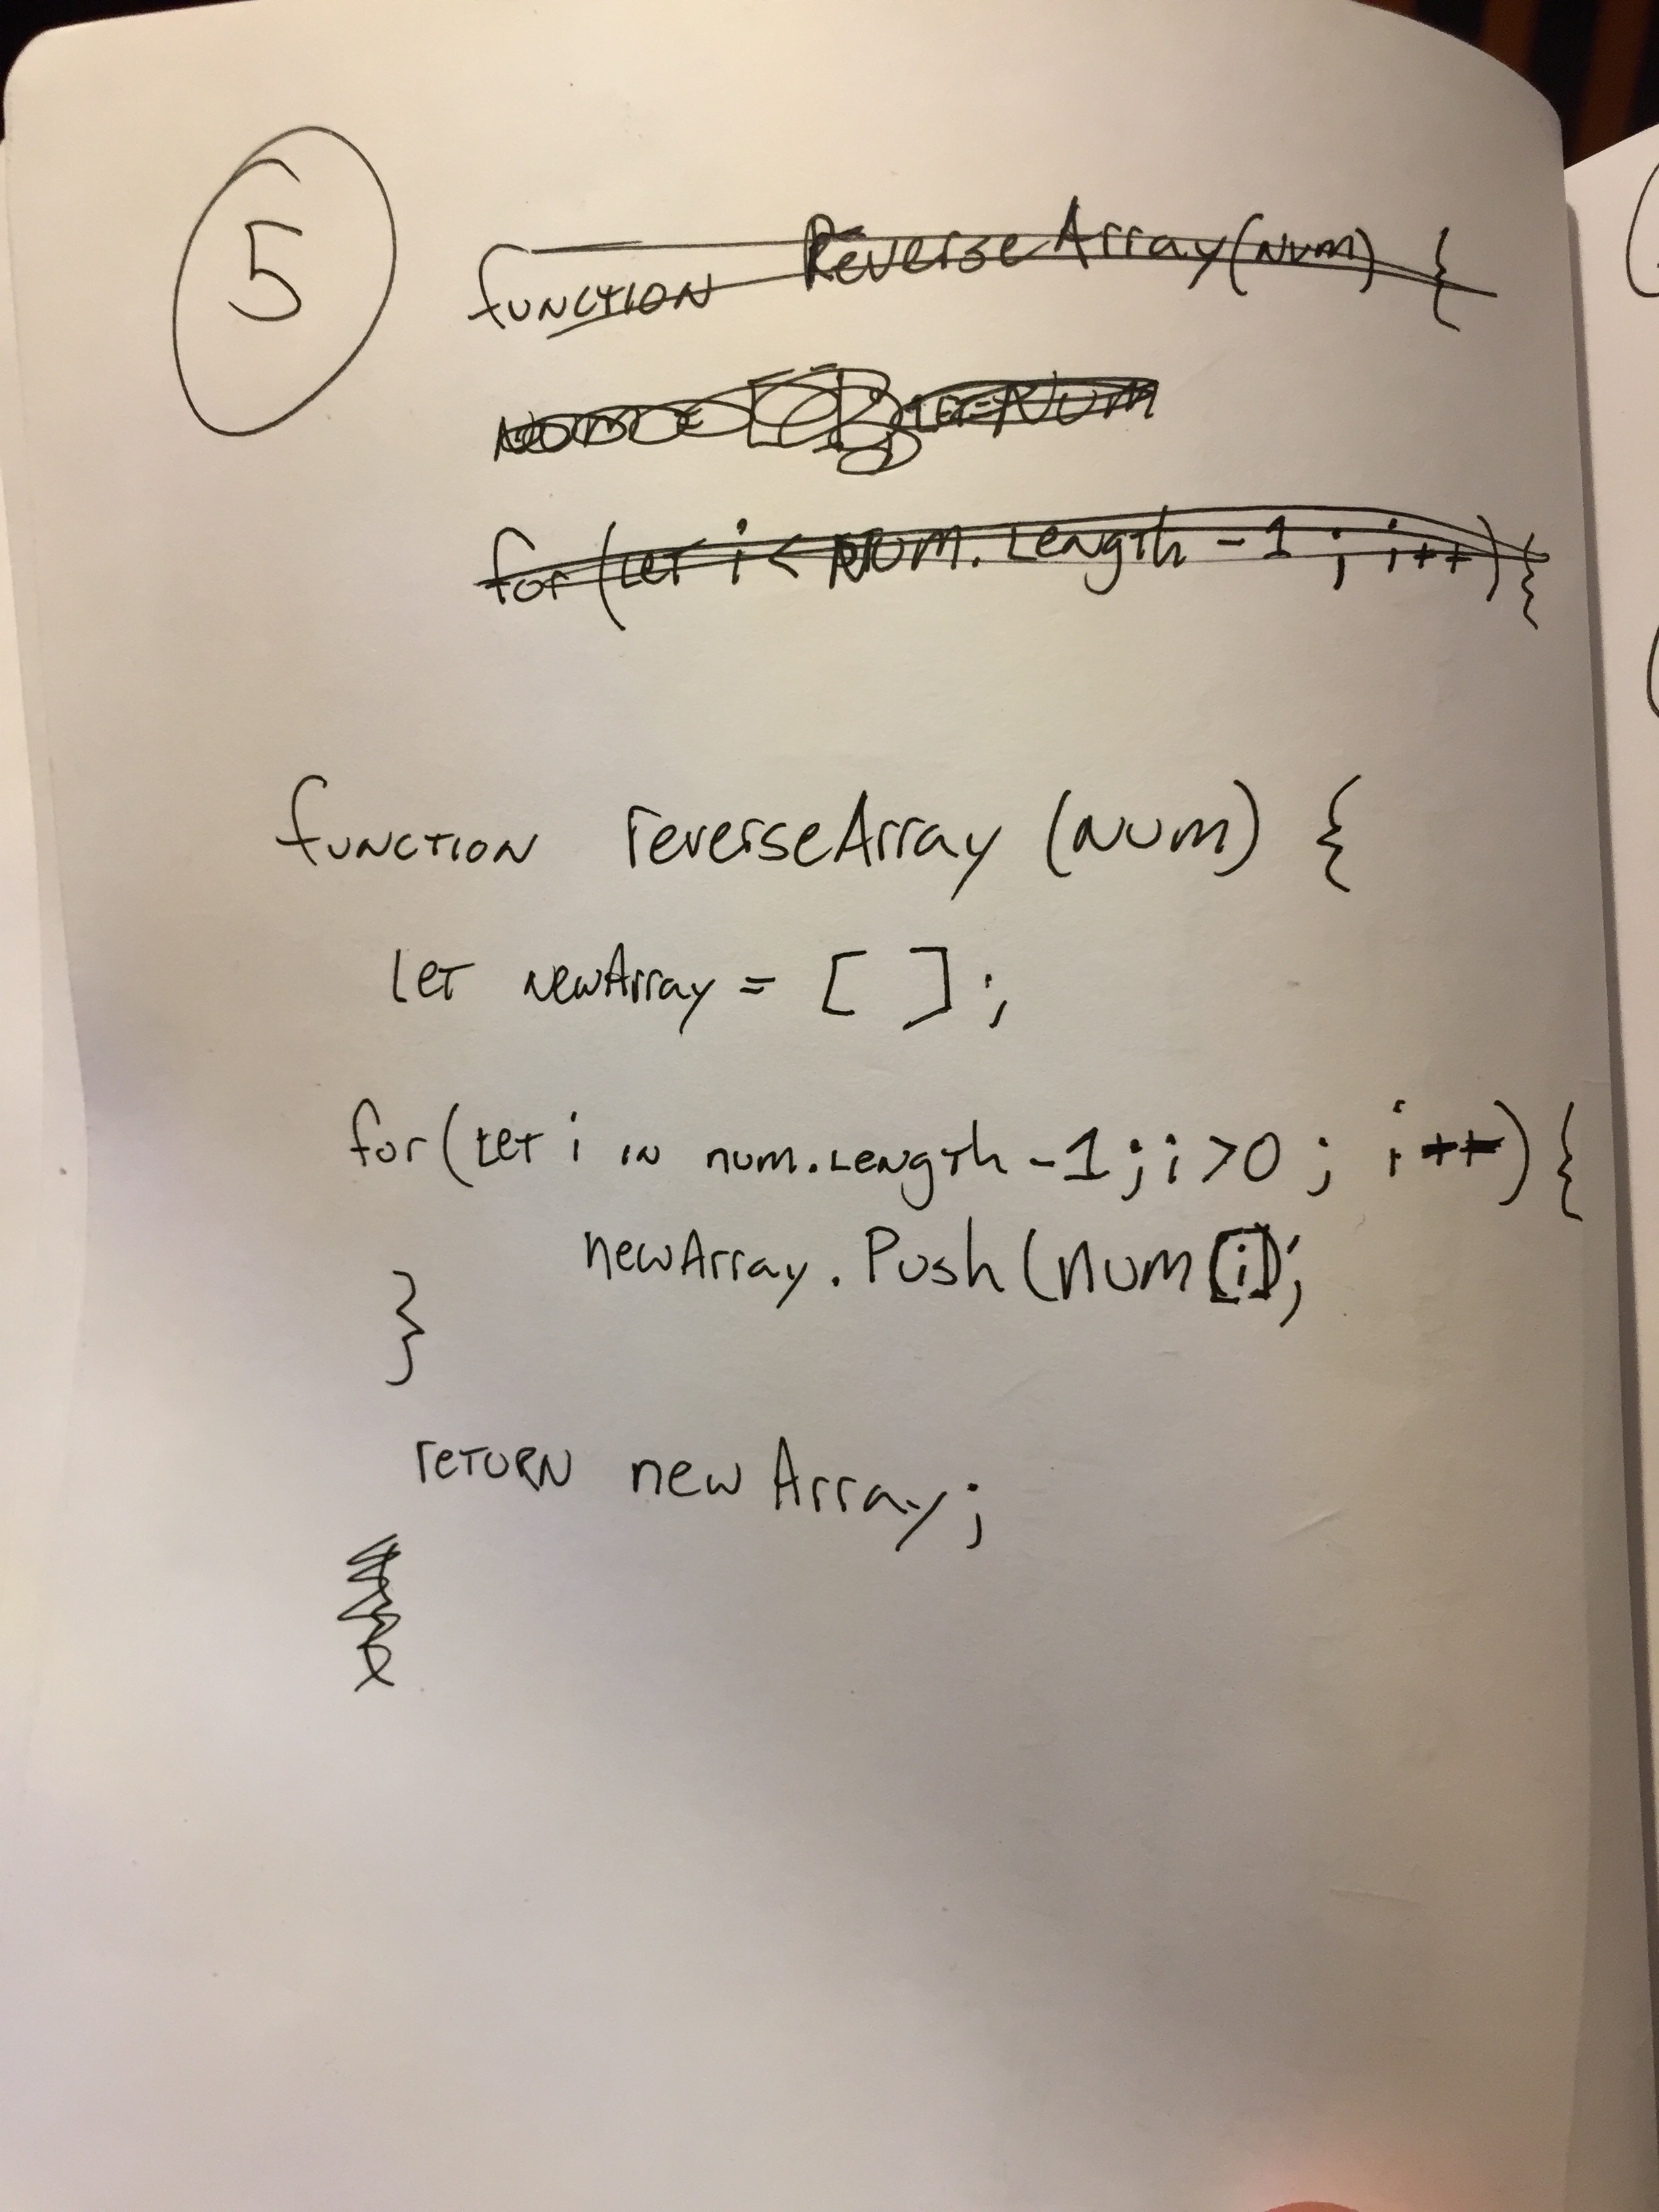 5
function ReverseArray(Num) {
Num
for (let i < Num.Length -1 ; i++) {
function reverseArray (Num) {
let newArray = [ ];
for (let i in num.Length -1 ; i >0 ; i ++) {
newArray.Push(num[i]);
}
return new Array;